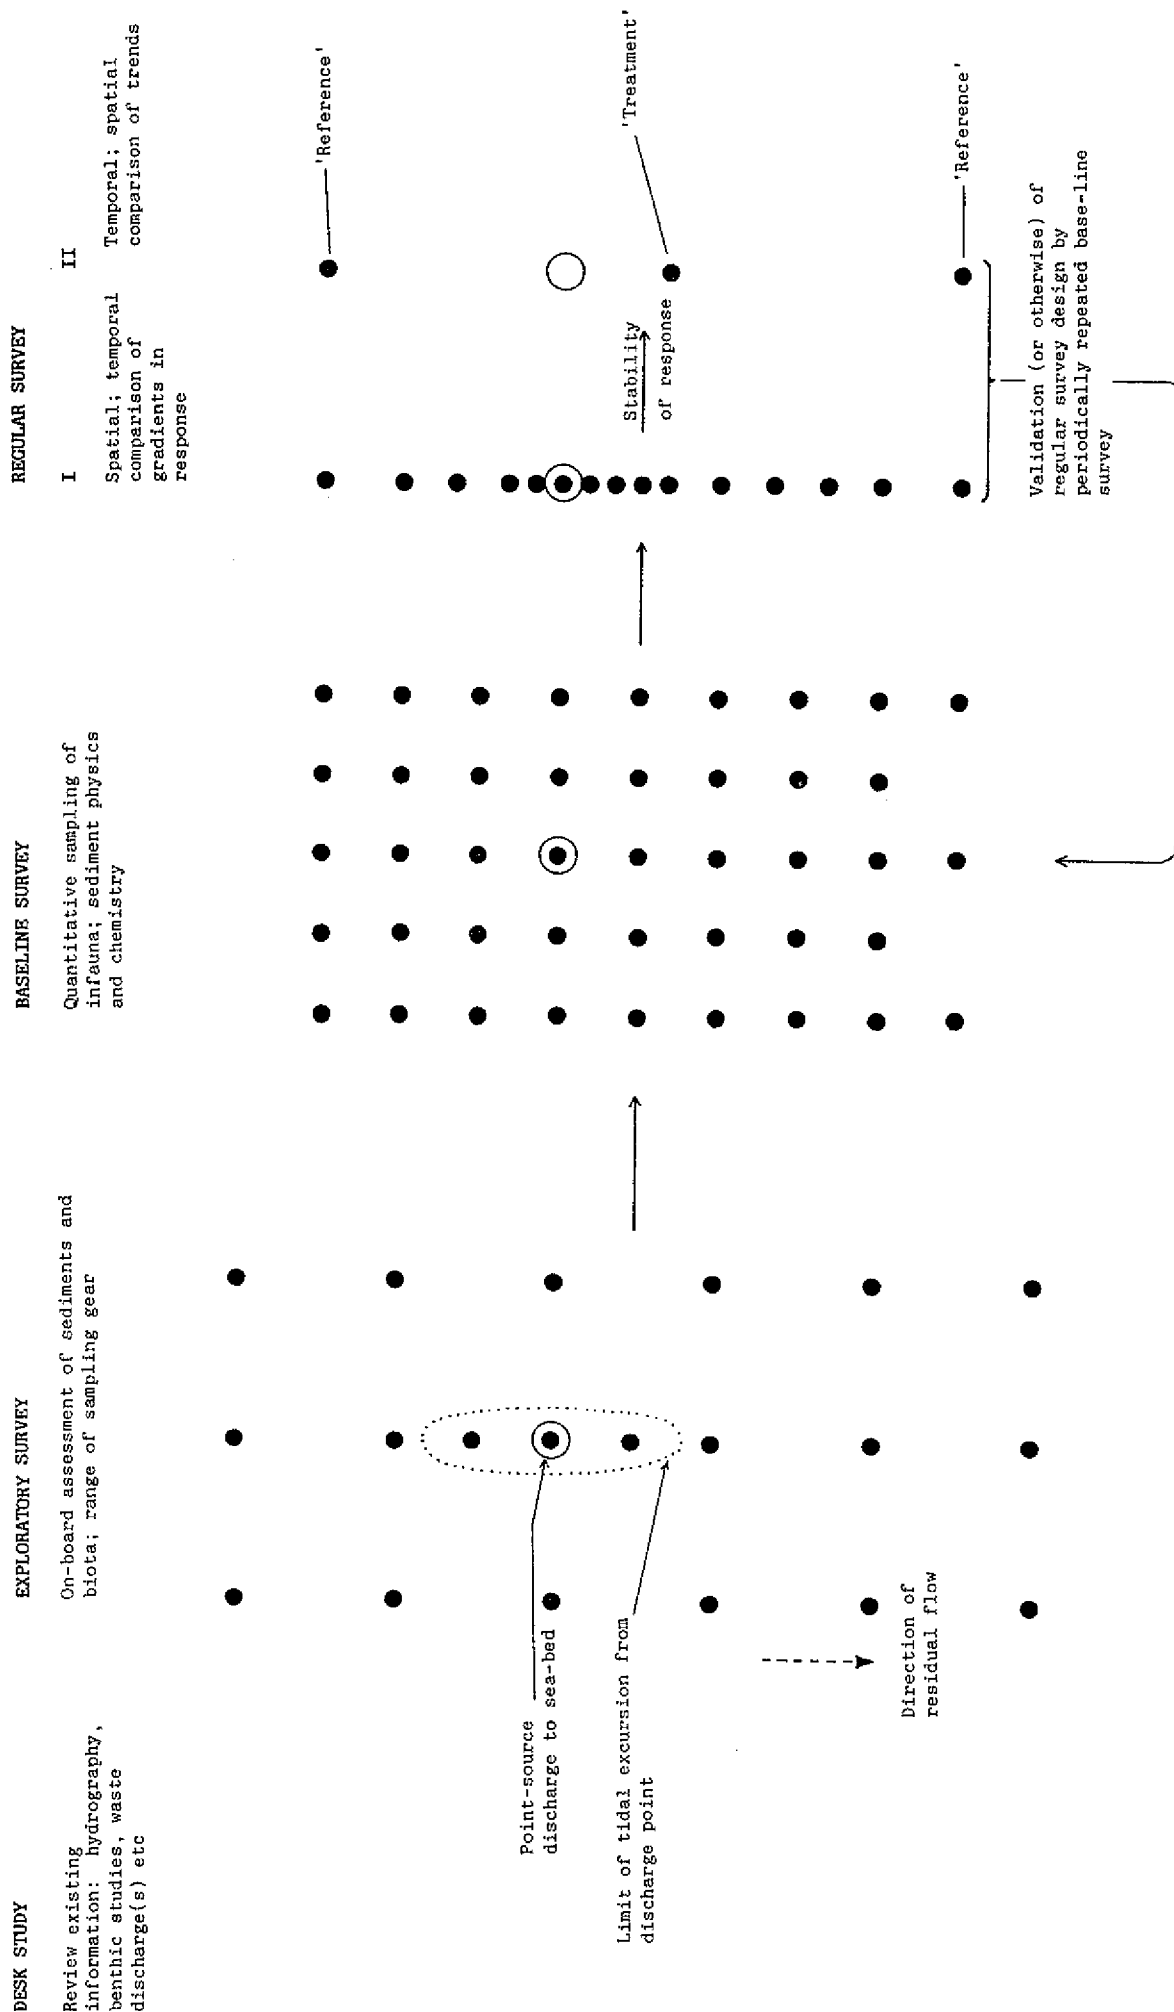 DESK STUDY
Review existing
information: hydrography,
benthic studies, waste
discharge(s) etc
EXPLORATORY SURVEY
On-board assessment of sediments and
biota; range of sampling gear
Point-source
discharge to sea-bed
Limit of tidal excursion from
discharge point
Direction of
residual flow
BASELINE SURVEY
Quantitative sampling of
infauna; sediment physics
and chemistry
REGULAR SURVEY
I
Spatial; temporal
comparison of
gradients in
response
II
Temporal; spatial
comparison of trends
'Reference'
Stability
of response
'Treatment'
'Reference'
Validation (or otherwise) of
regular survey design by
periodically repeated base-line
survey